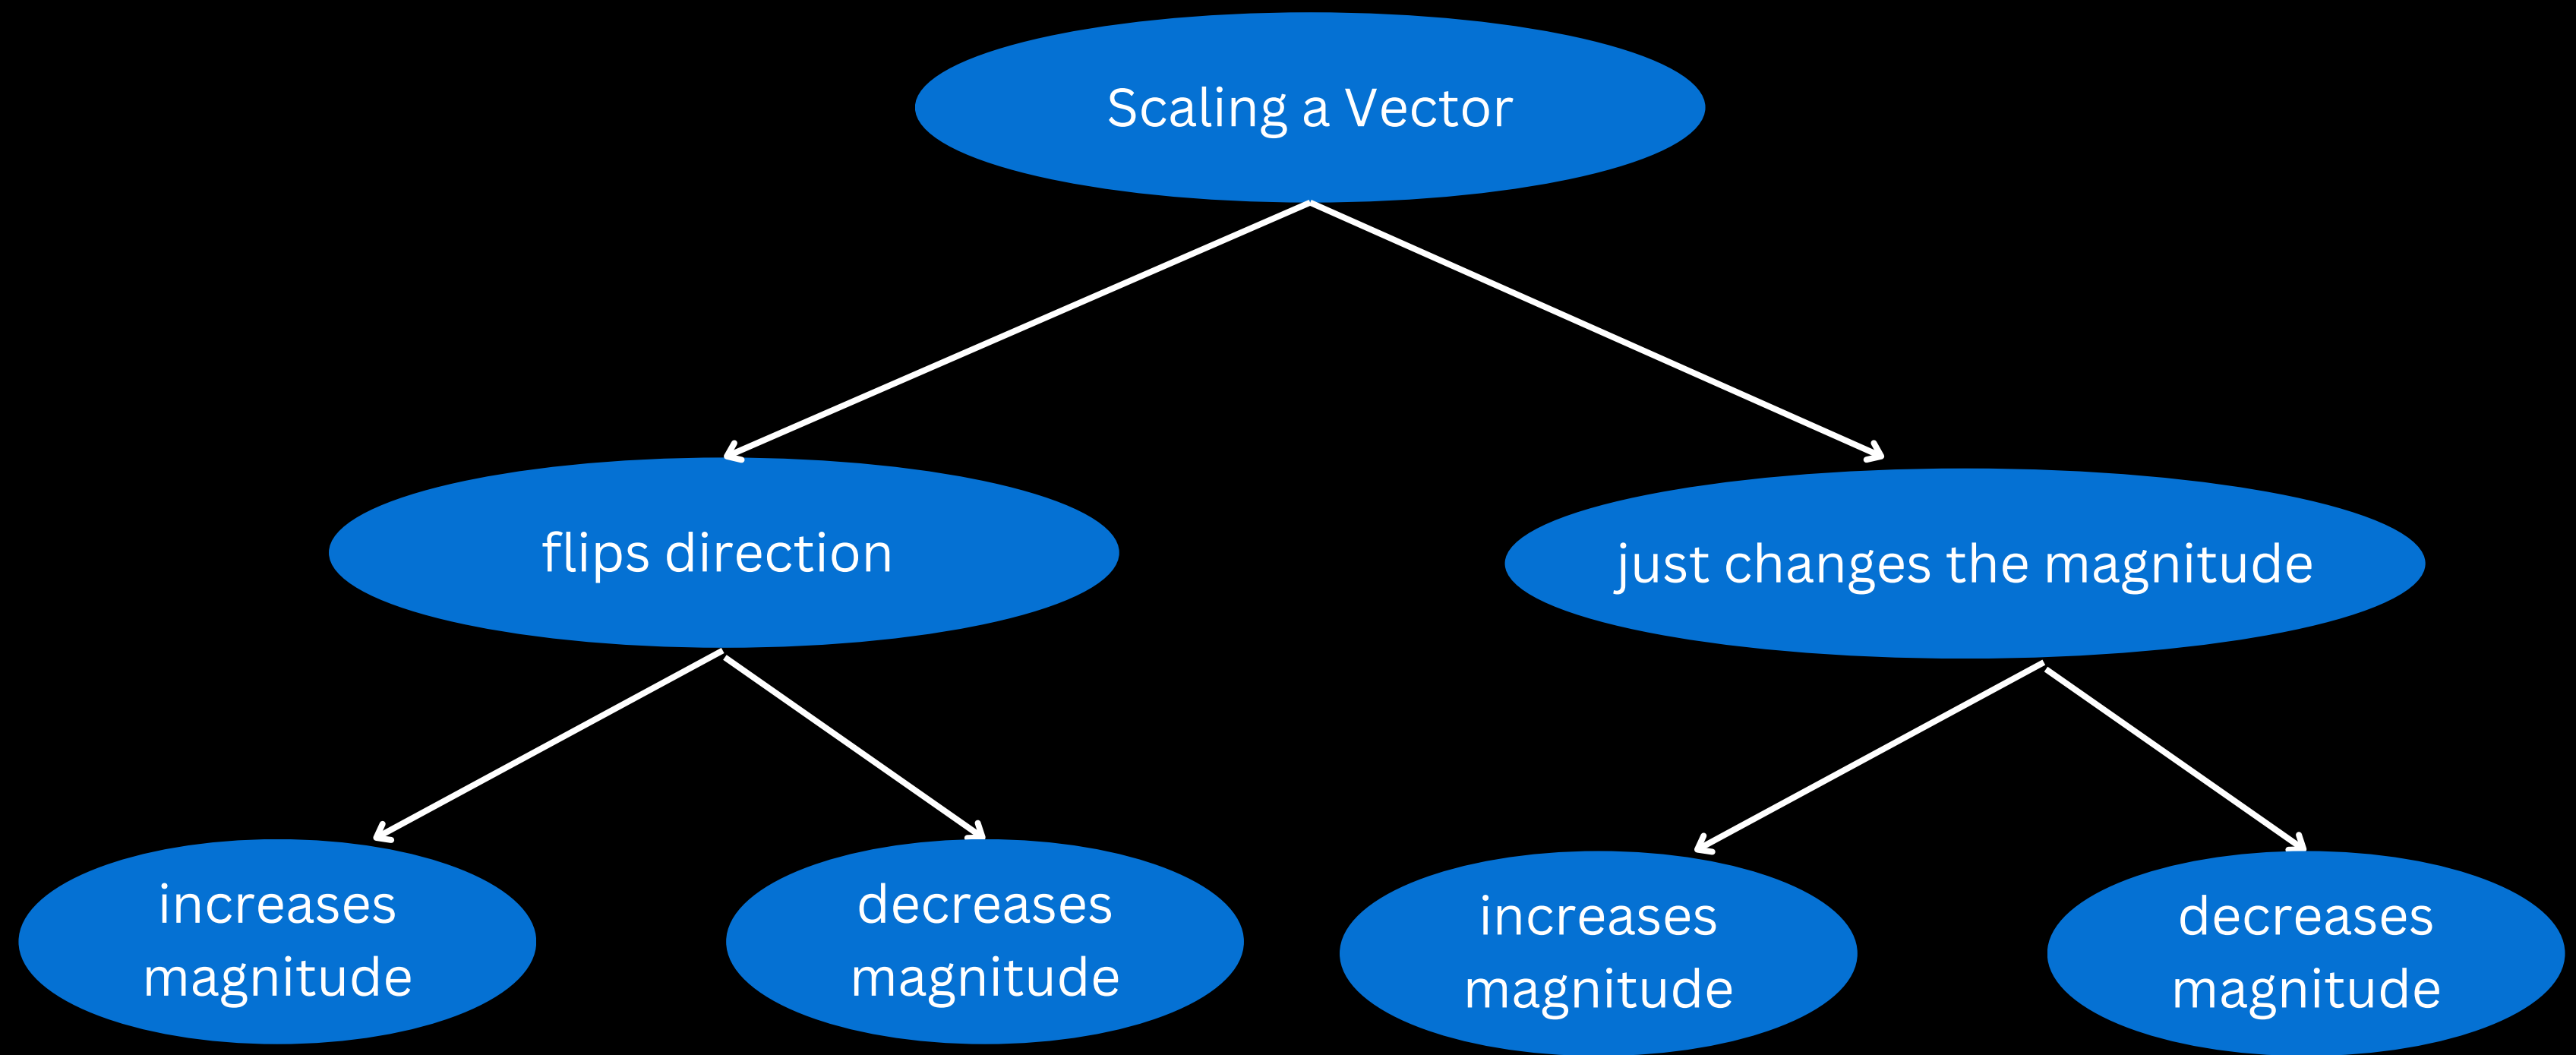 Scaling a Vector
flips direction
just changes the magnitude
increases
magnitude
decreases
magnitude
increases
magnitude
decreases
magnitude